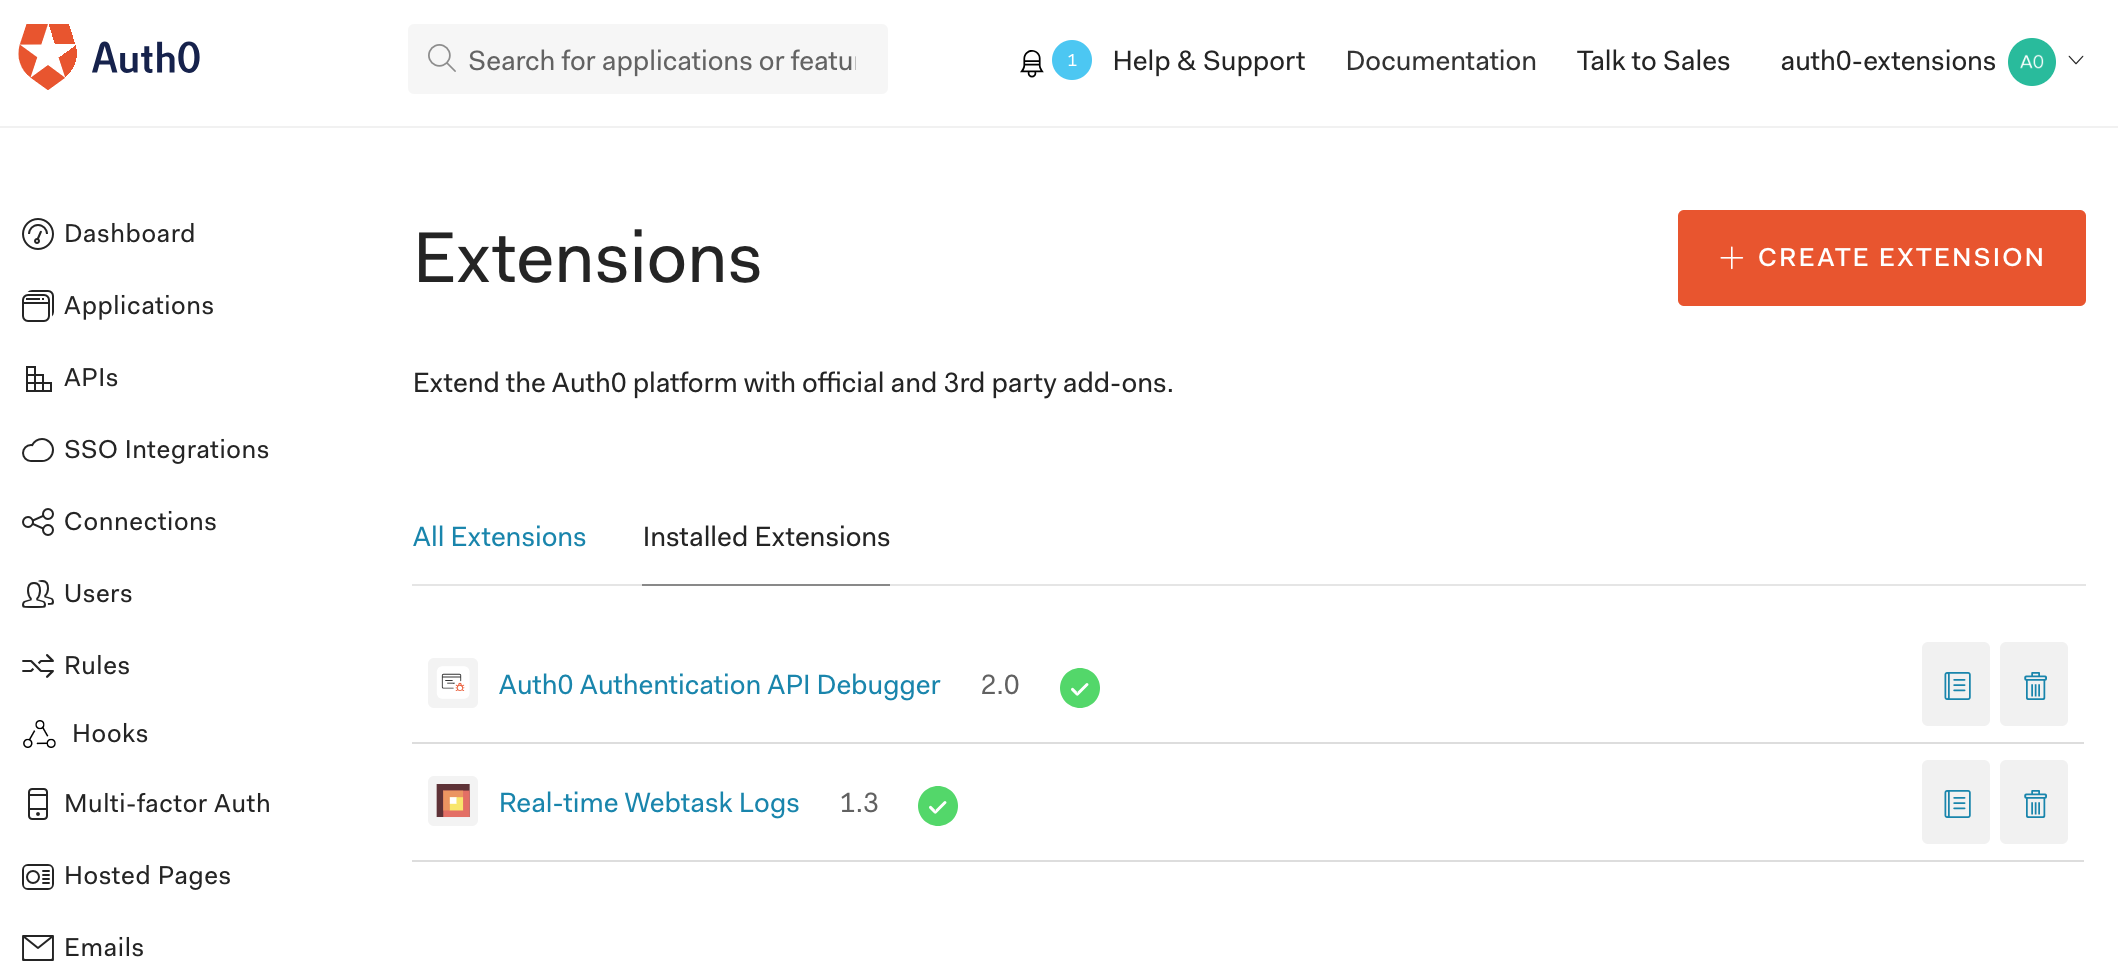 Auth0
Search for applications or featu
1
Help & Support
Documentation
Talk to Sales
auth0-extensions
A0
Dashboard
Applications
APIs
SSO Integrations
Connections
Users
Rules
Hooks
Multi-factor Auth
Hosted Pages
Emails
Extensions
CREATE EXTENSION
Extend the Auth0 platform with official and 3rd party add-ons.
All Extensions
Installed Extensions
Auth0 Authentication API Debugger 2.0
Real-time Webtask Logs 1.3